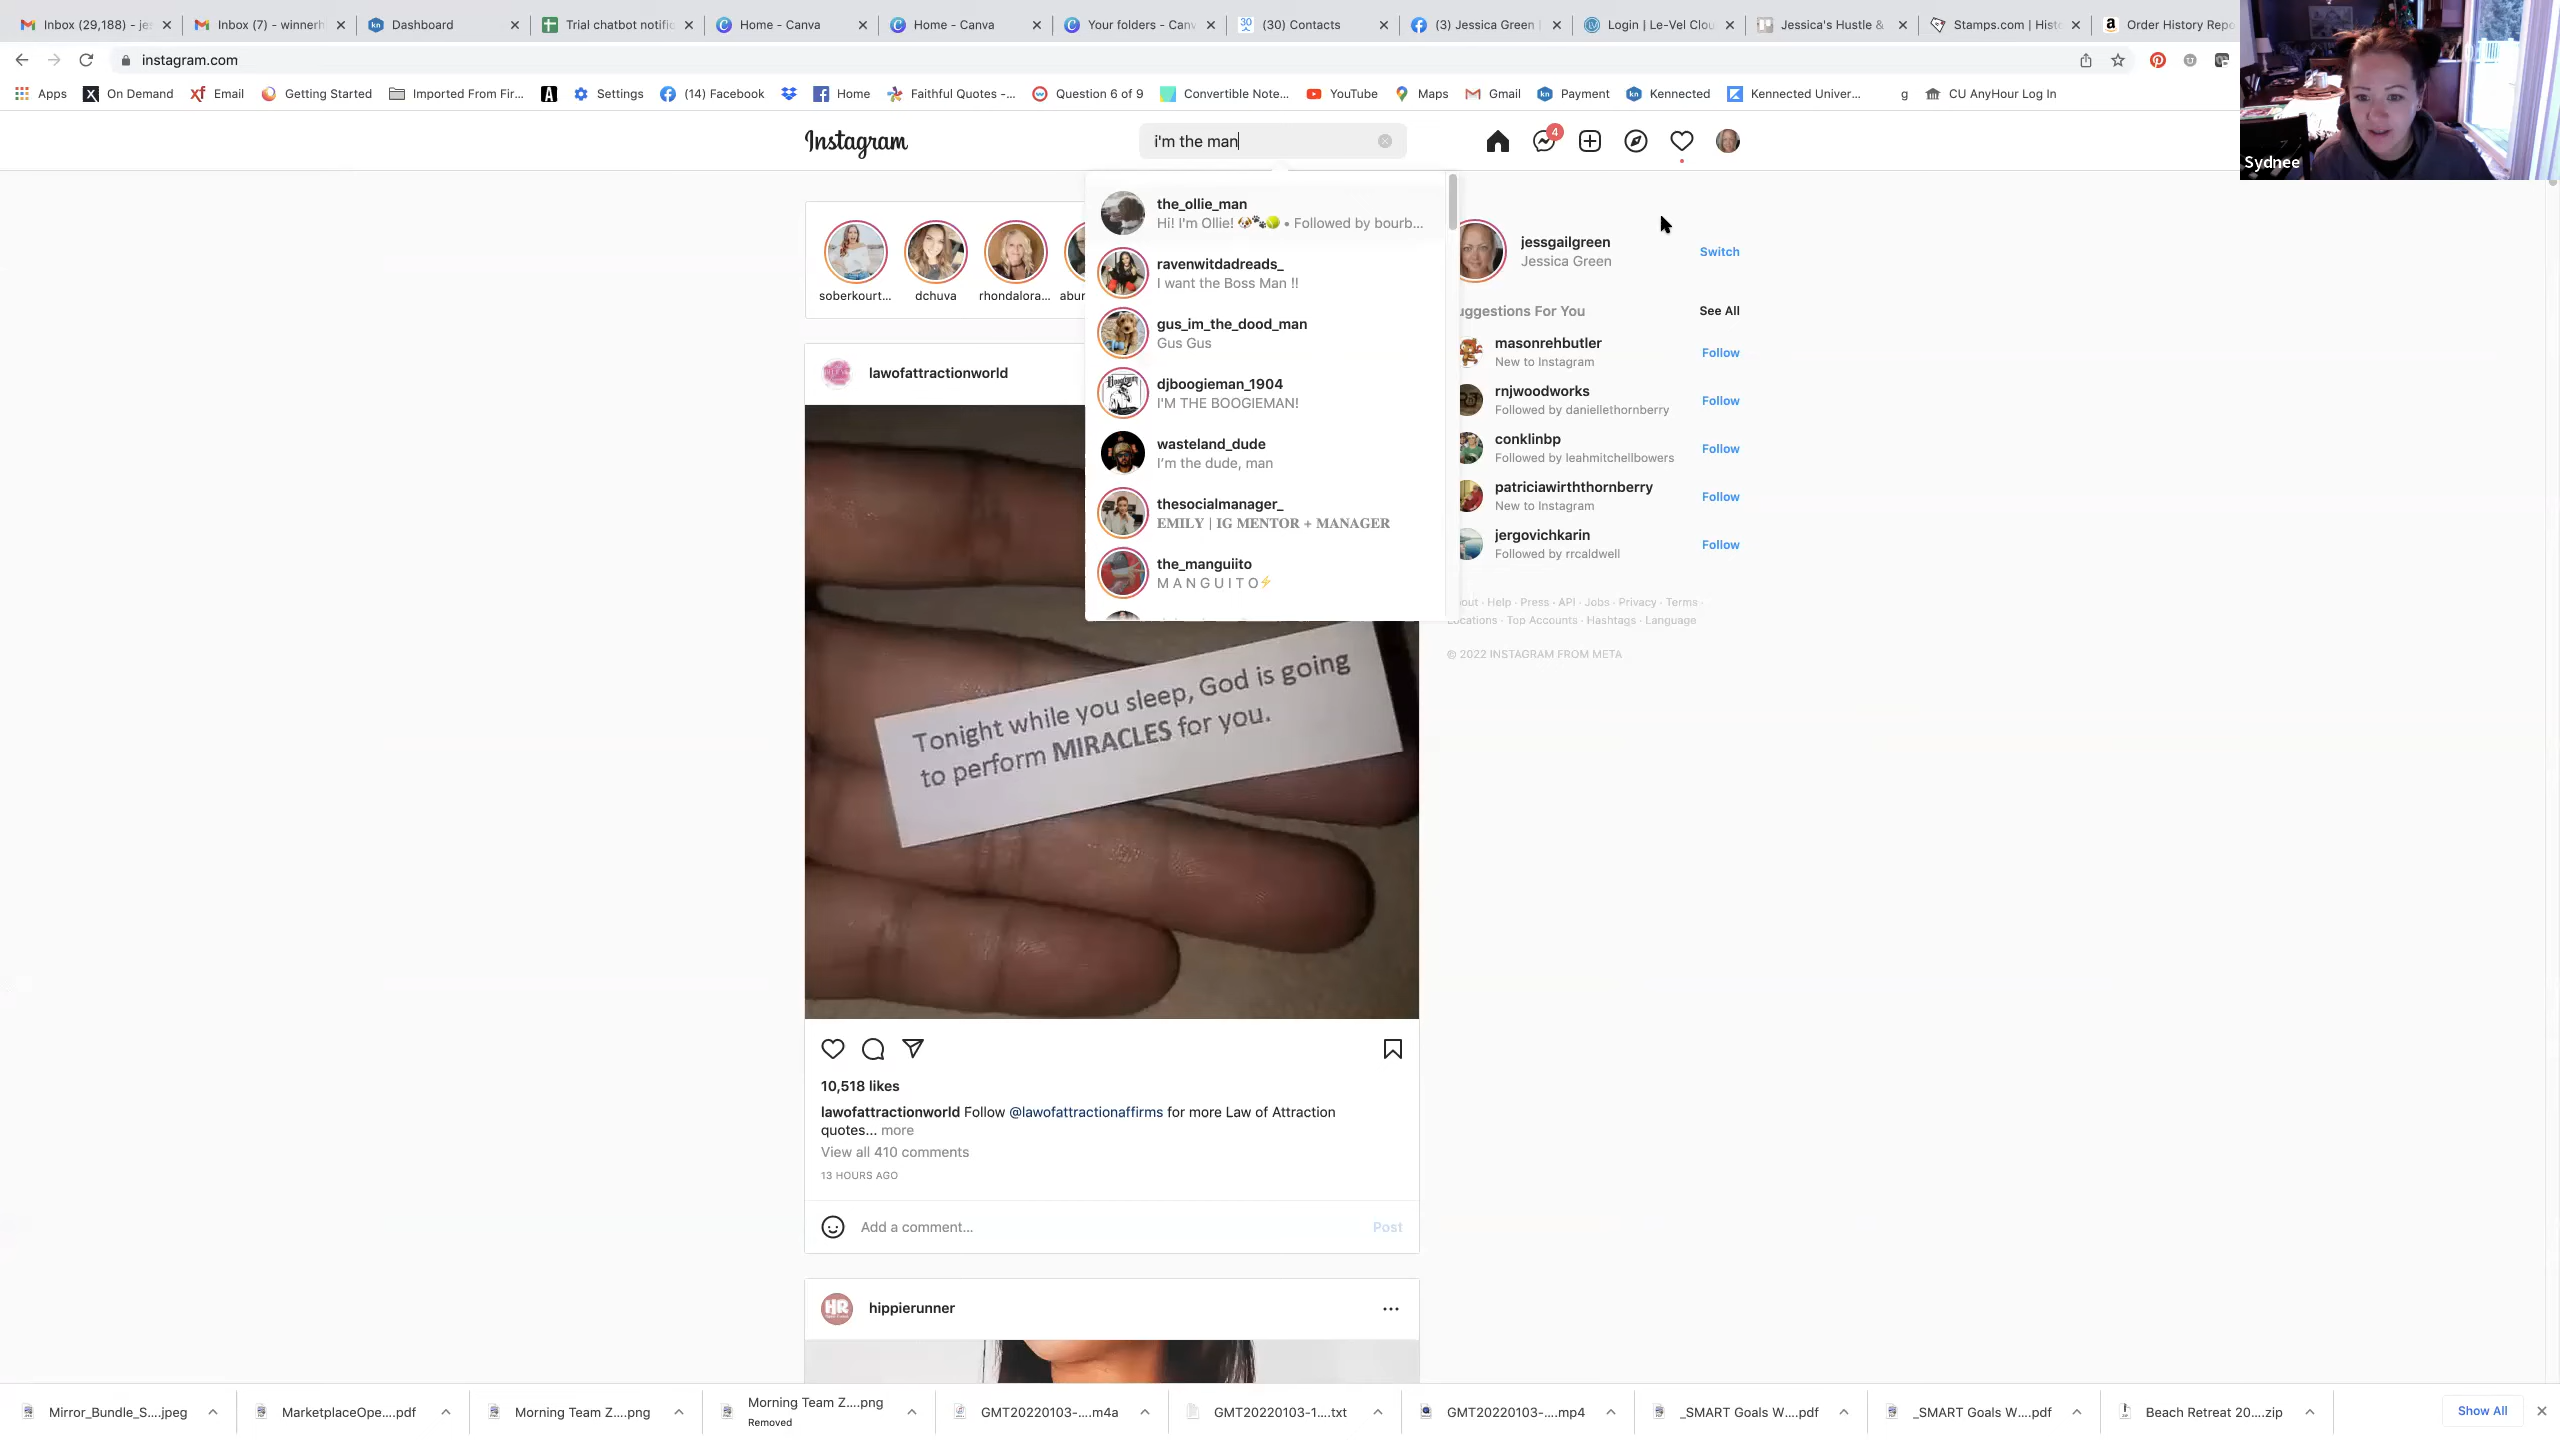 Inbox (29,188) - je
Inbox (7) - winnerh
Dashboard
Trial chatbot notific
Home - Canva
Home - Canva
Your folders - Canv
(30) Contacts
(3) Jessica Green |
Login | Le-Vel Clou
Jessica's Hustle &
Stamps.com | Histo
Order History Repo
instagram.com
Apps
On Demand
Email
Getting Started
Imported From Fir...
Settings
(14) Facebook
Home
Faithful Quotes -...
Question 6 of 9
Convertible Note...
YouTube
Maps
Gmail
Payment
Kennected
Kennected Univer...
g
CU AnyHour Log In
Sydnee
Instagram
i'm the man
4
soberkourt...
dchuva
rhondalora...
abur
the_ollie_man
Hi! I'm Ollie! 🐶🐾🎾 • Followed by bourb...
ravenwitdadreads_
I want the Boss Man !!
gus_im_the_dood_man
Gus Gus
djboogieman_1904
I'M THE BOOGIEMAN!
wasteland_dude
I'm the dude, man
thesocialmanager_
EMILY | IG MENTOR + MANAGER
the_manguiito
M A N G U I T O⚡
jessgailgreen
Jessica Green
Switch
uggestions For You
See All
masonrehbutler
New to Instagram
Follow
rnjwoodworks
Followed by daniellethornberry
Follow
conklinbp
Followed by leahmitchellbowers
Follow
patriciawirththornberry
New to Instagram
Follow
jergovichkarin
Followed by rrcaldwell
Follow
out · Help · Press · API · Jobs · Privacy · Terms ·
Locations · Top Accounts · Hashtags · Language
© 2022 INSTAGRAM FROM META
lawofattractionworld
Tonight while you sleep, God is going
to perform MIRACLES for you.
10,518 likes
lawofattractionworld Follow @lawofattractionaffirms for more Law of Attraction
quotes... more
View all 410 comments
13 HOURS AGO
Add a comment...
Post
HR
hippierunner
Mirror_Bundle_S....jpeg
MarketplaceOpe....pdf
Morning Team Z....png
Morning Team Z....png
Removed
GMT20220103-....m4a
GMT20220103-1....txt
GMT20220103-....mp4
_SMART Goals W....pdf
_SMART Goals W....pdf
Beach Retreat 20....zip
Show All